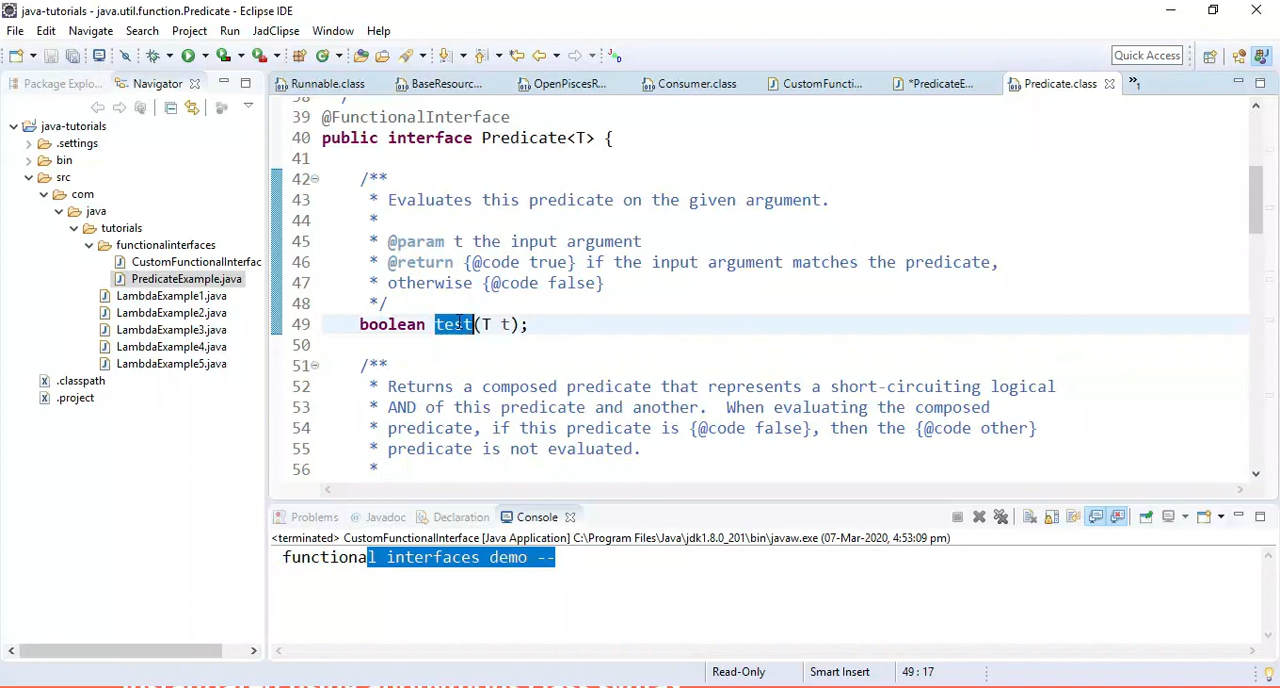 java-tutorials - java.util.function.Predicate - Eclipse IDE
File Edit Navigate Search Project Run JadClipse Window Help
Quick Access
Package Explo... Navigator
Runnable.class BaseResourc... OpenPiscesR... Consumer.class CustomFuncti... *PredicateE... Predicate.class »1
java-tutorials
.settings
bin
src
com
java
tutorials
functionalinterfaces
CustomFunctionalInterfac
PredicateExample.java
LambdaExample1.java
LambdaExample2.java
LambdaExample3.java
LambdaExample4.java
LambdaExample5.java
.classpath
.project
38 */
39 @FunctionalInterface
40 public interface Predicate<T> {
41
42 /**
43 * Evaluates this predicate on the given argument.
44 *
45 * @param t the input argument
46 * @return {@code true} if the input argument matches the predicate,
47 * otherwise {@code false}
48 */
49 boolean test(T t);
50
51 /**
52 * Returns a composed predicate that represents a short-circuiting logical
53 * AND of this predicate and another.  When evaluating the composed
54 * predicate, if this predicate is {@code false}, then the {@code other}
55 * predicate is not evaluated.
56 *
Problems @ Javadoc Declaration Console
<terminated> CustomFunctionalInterface [Java Application] C:\Program Files\Java\jdk1.8.0_201\bin\javaw.exe (07-Mar-2020, 4:53:09 pm)
functional interfaces demo --
Read-Only Smart Insert 49 : 17